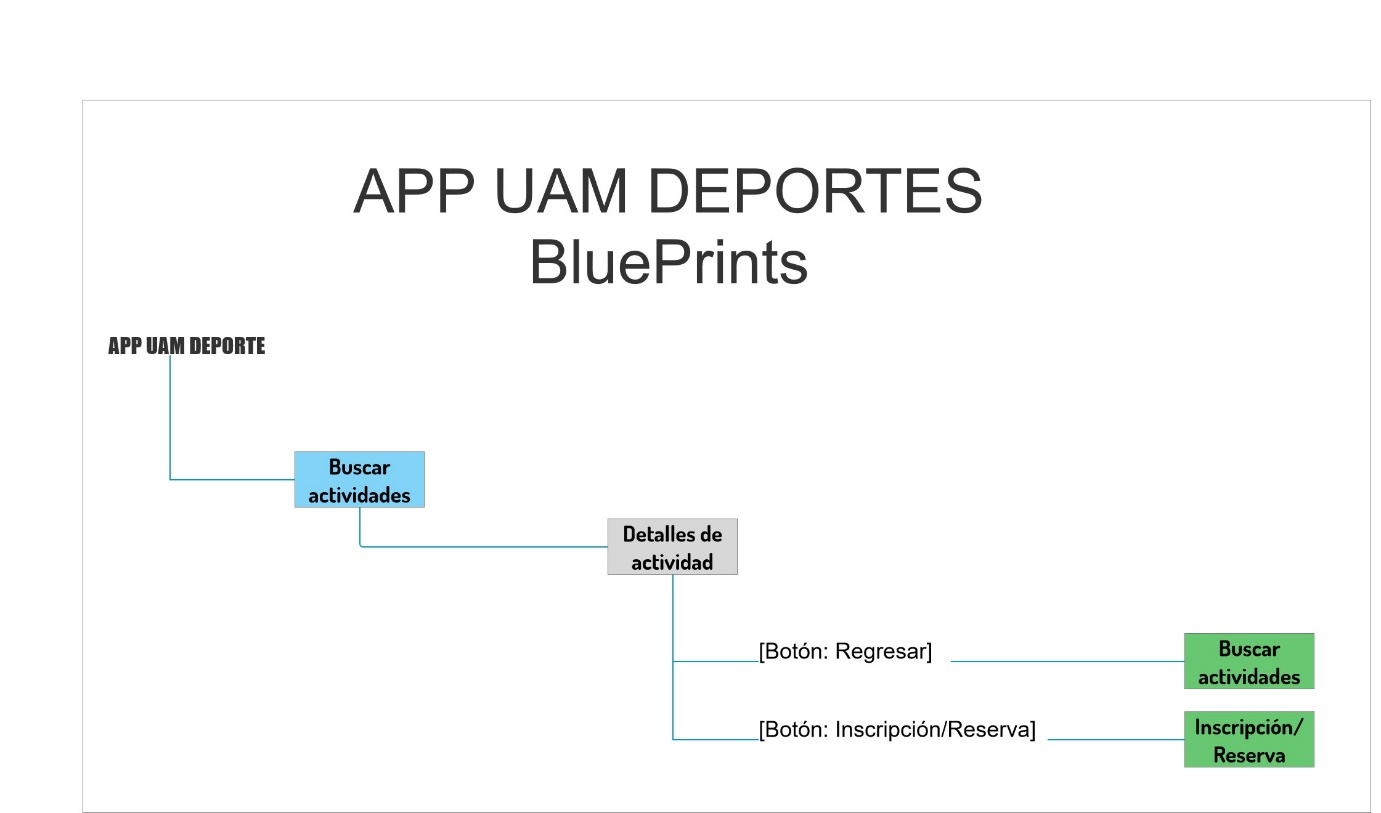 APP UAM DEPORTES
BluePrints
APP UAM DEPORTE
Buscar
actividades
Detalles de
actividad
[Botón: Regresar]
Buscar
actividades
[Botón: Inscripción/Reserva]
Inscripción/
Reserva